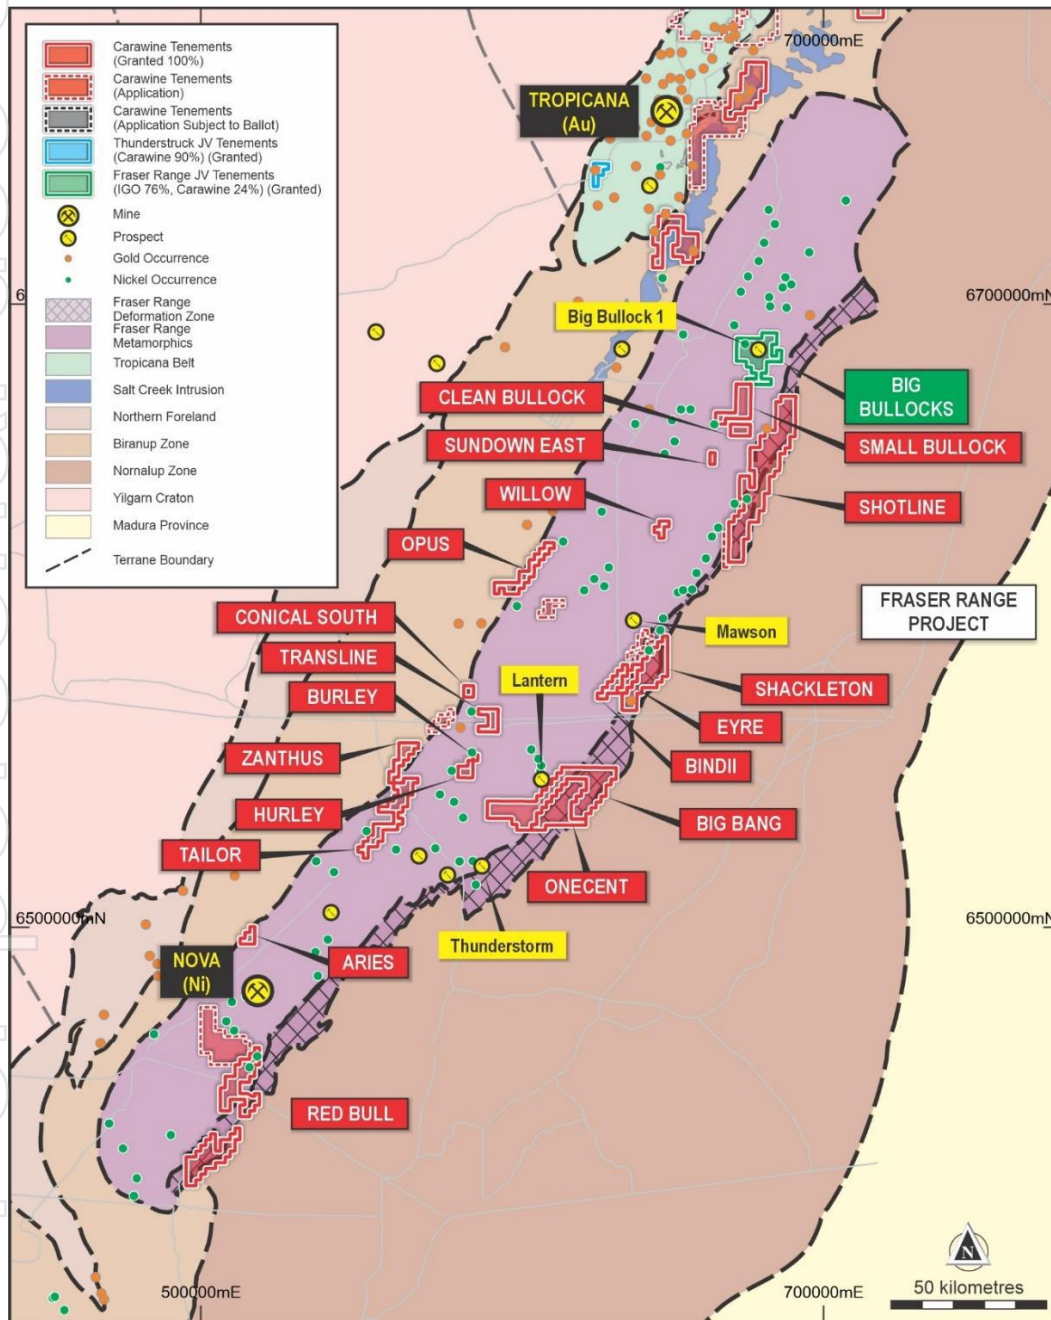 Carawine Tenements
(Granted 100%)
Carawine Tenements
(Application)
Carawine Tenements
(Application Subject to Ballot)
Thunderstruck JV Tenements
(Carawine 90%) (Granted)
Fraser Range JV Tenements
(IGO 76%, Carawine 24%) (Granted)
Mine
Prospect
Gold Occurrence
Nickel Occurrence
Fraser Range
Deformation Zone
Fraser Range
Metamorphics
Tropicana Belt
Salt Creek Intrusion
Northern Foreland
Biranup Zone
Nornalup Zone
Yilgarn Craton
Madura Province
Terrane Boundary
700000mE
TROPICANA
(Au)
6700000mN
Big Bullock 1
BIG
BULLOCKS
CLEAN BULLOCK
SMALL BULLOCK
SUNDOWN EAST
WILLOW
SHOTLINE
OPUS
FRASER RANGE
PROJECT
CONICAL SOUTH
Mawson
TRANSLINE
Lantern
SHACKLETON
BURLEY
EYRE
ZANTHUS
BINDII
HURLEY
BIG BANG
TAILOR
ONECENT
6500000mN
6500000mN
Thunderstorm
NOVA
(Ni)
ARIES
RED BULL
N
500000mE
700000mE
50 kilometres